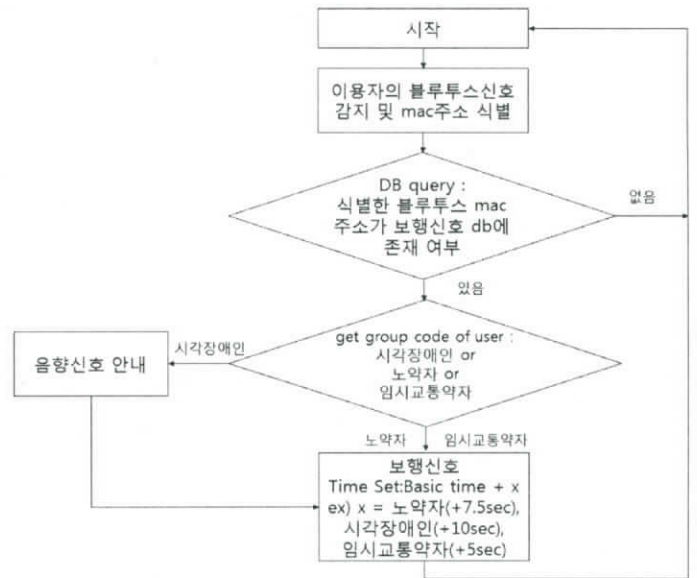 시작
이용자의 블루투스신호
감지 및 mac주소 식별
DB query :
식별한 블루투스 mac
주소가 보행신호 db에
존재 여부
없음
있음
get group code of user :
시각장애인 or
노약자 or
임시교통약자
시각장애인
음향신호 안내
노약자
임시교통약자
보행신호
Time Set:Basic time + x
ex) x = 노약자(+7.5sec),
시각장애인(+10sec),
임시교통약자(+5sec)